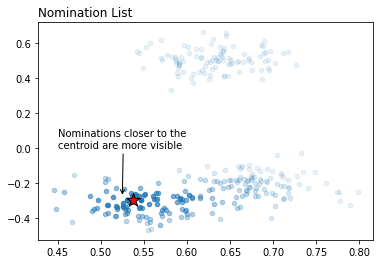 Nomination List
0.6
0.4
0.2
0.0
−0.2
−0.4
Nominations closer to the
centroid are more visible
0.45 0.50 0.55 0.60 0.65 0.70 0.75 0.80